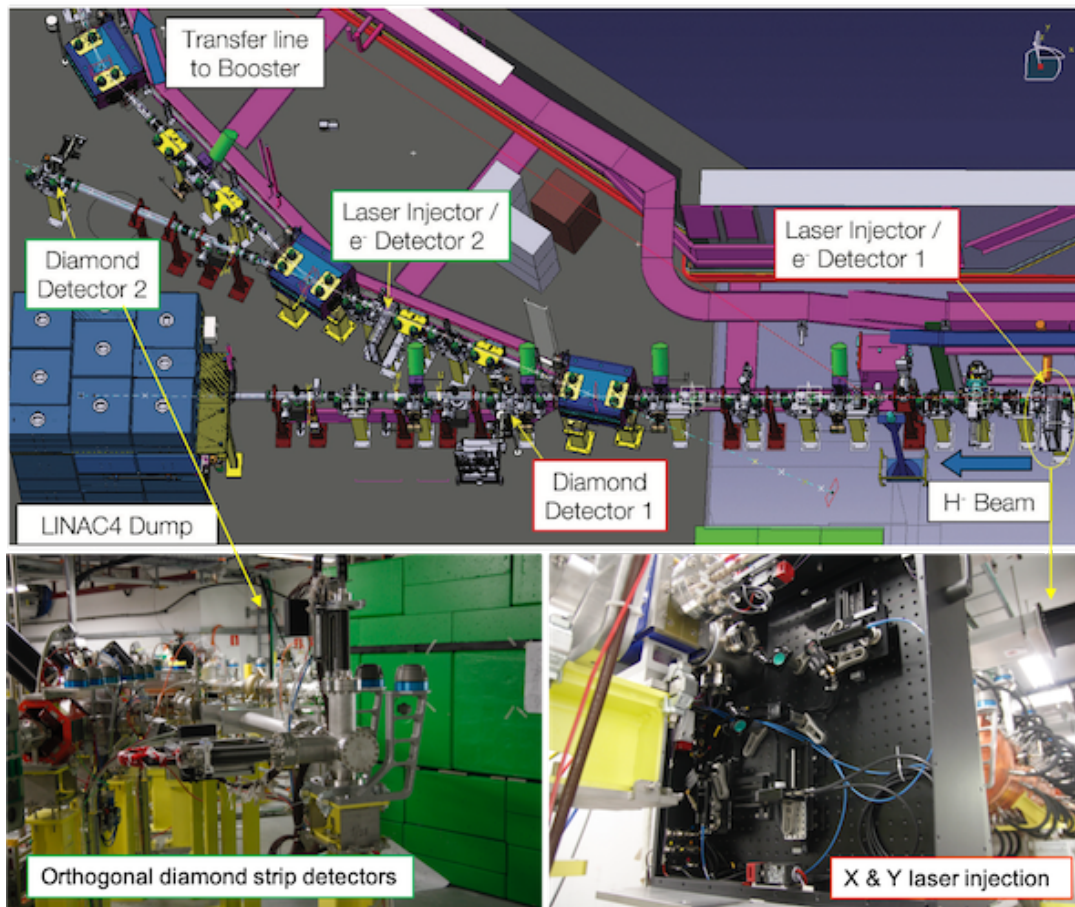 Transfer line
to Booster
Laser Injector /
e⁻ Detector 2
Laser Injector /
e⁻ Detector 1
Diamond
Detector 2
Diamond
Detector 1
H⁻ Beam
LINAC4 Dump
Orthogonal diamond strip detectors
X & Y laser injection